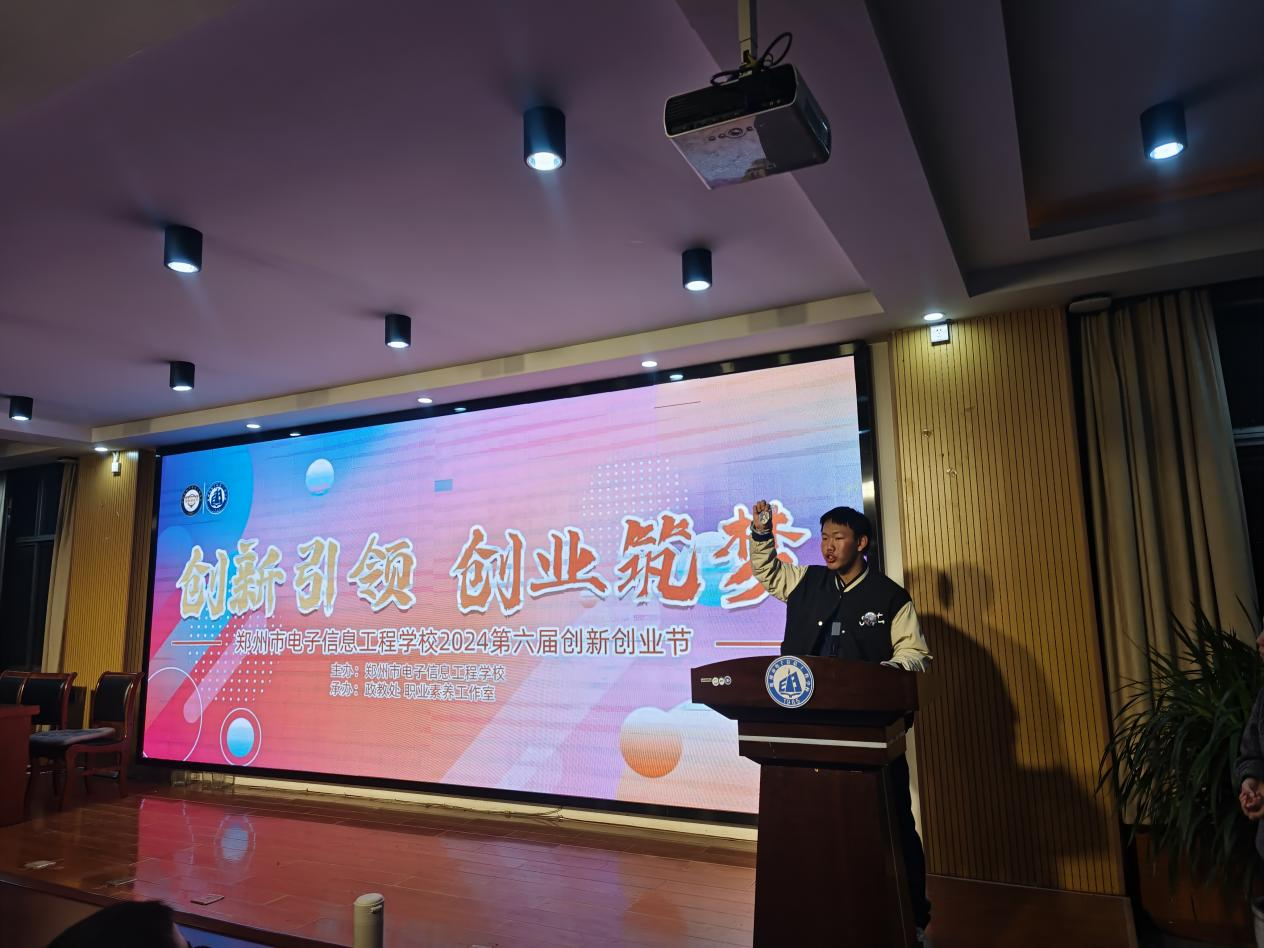 创新引领 创业筑梦
郑州市电子信息工程学校2024第六届创新创业节
主办：郑州市电子信息工程学校
承办：政教处 职业素养工作室
1985